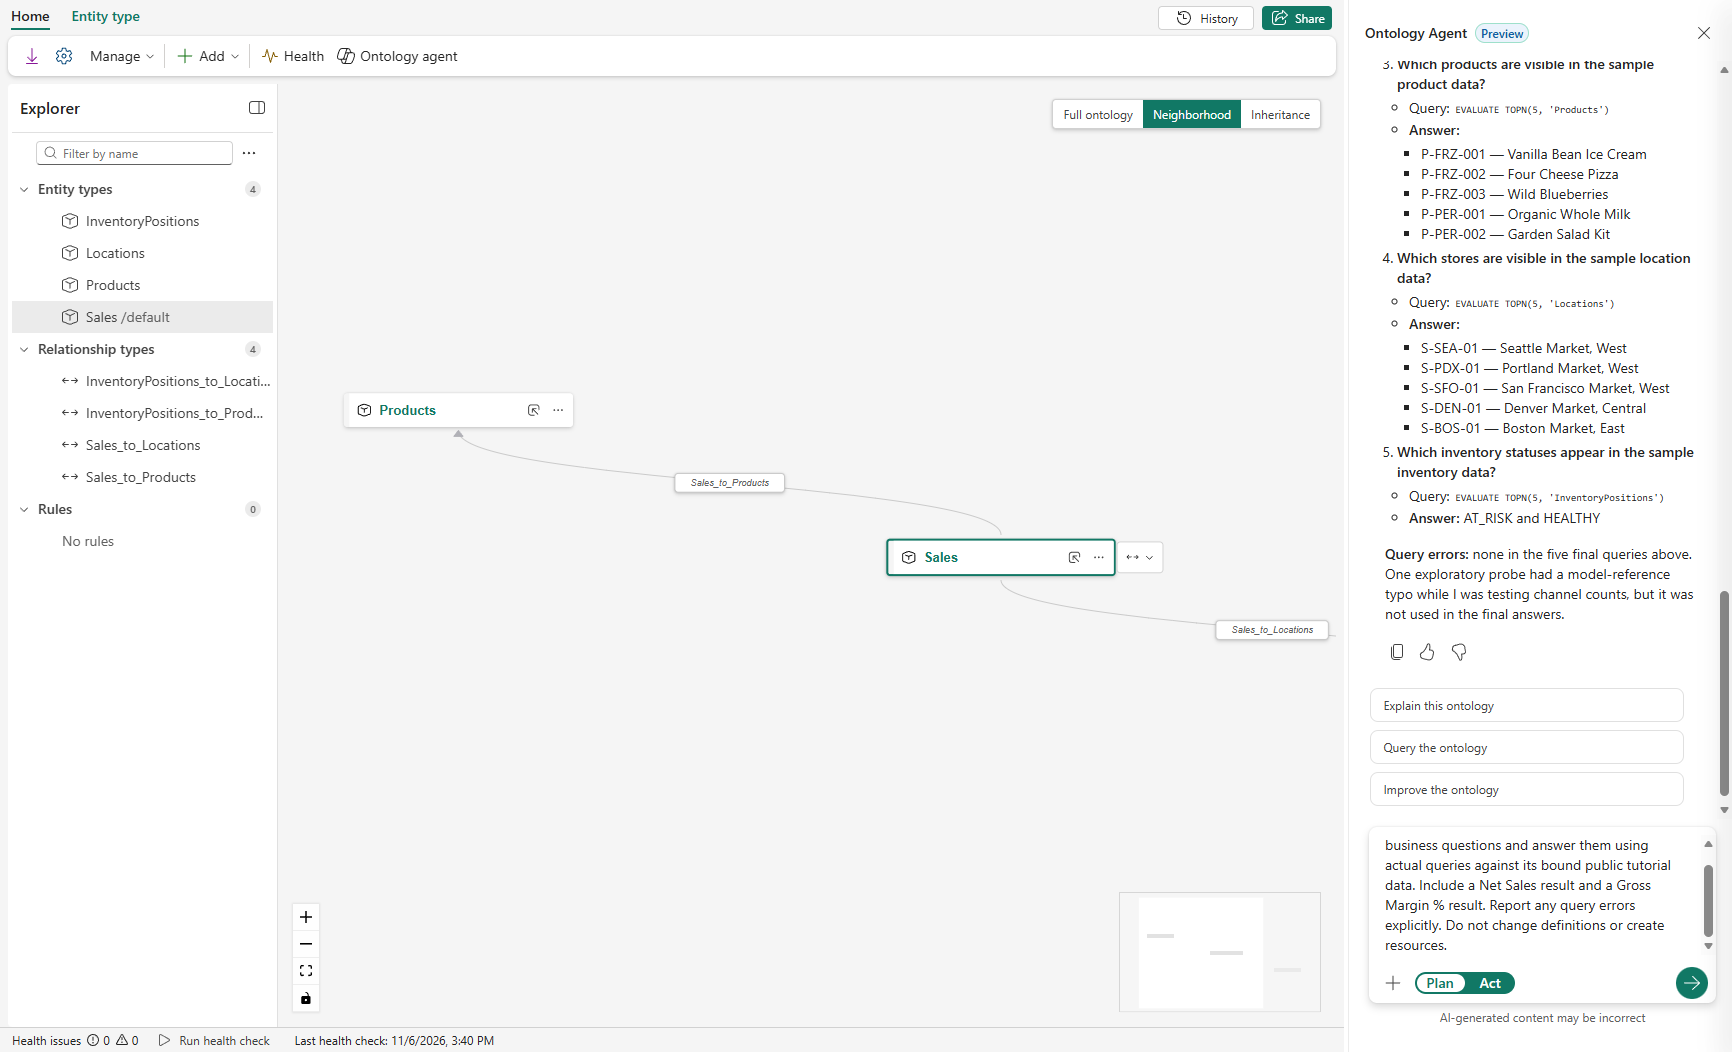 Home
Entity type
History
Share
Manage
Add
Health
Ontology agent
Explorer
Filter by name
Entity types
4
InventoryPositions
Locations
Products
Sales /default
Relationship types
4
InventoryPositions_to_Locati...
InventoryPositions_to_Prod...
Sales_to_Locations
Sales_to_Products
Rules
0
No rules
Full ontology
Neighborhood
Inheritance
Products
Sales_to_Products
Sales
Sales_to_Locations
Health issues 0 0
Run health check
Last health check: 11/6/2026, 3:40 PM
Ontology Agent
Preview
3. Which products are visible in the sample
product data?
Query: EVALUATE TOPN(5, 'Products')
Answer:
P-FRZ-001 — Vanilla Bean Ice Cream
P-FRZ-002 — Four Cheese Pizza
P-FRZ-003 — Wild Blueberries
P-PER-001 — Organic Whole Milk
P-PER-002 — Garden Salad Kit
4. Which stores are visible in the sample location
data?
Query: EVALUATE TOPN(5, 'Locations')
Answer:
S-SEA-01 — Seattle Market, West
S-PDX-01 — Portland Market, West
S-SFO-01 — San Francisco Market, West
S-DEN-01 — Denver Market, Central
S-BOS-01 — Boston Market, East
5. Which inventory statuses appear in the sample
inventory data?
Query: EVALUATE TOPN(5, 'InventoryPositions')
Answer: AT_RISK and HEALTHY
Query errors: none in the five final queries above.
One exploratory probe had a model-reference
typo while I was testing channel counts, but it was
not used in the final answers.
Explain this ontology
Query the ontology
Improve the ontology
business questions and answer them using
actual queries against its bound public tutorial
data. Include a Net Sales result and a Gross
Margin % result. Report any query errors
explicitly. Do not change definitions or create
resources.
Plan
Act
AI-generated content may be incorrect